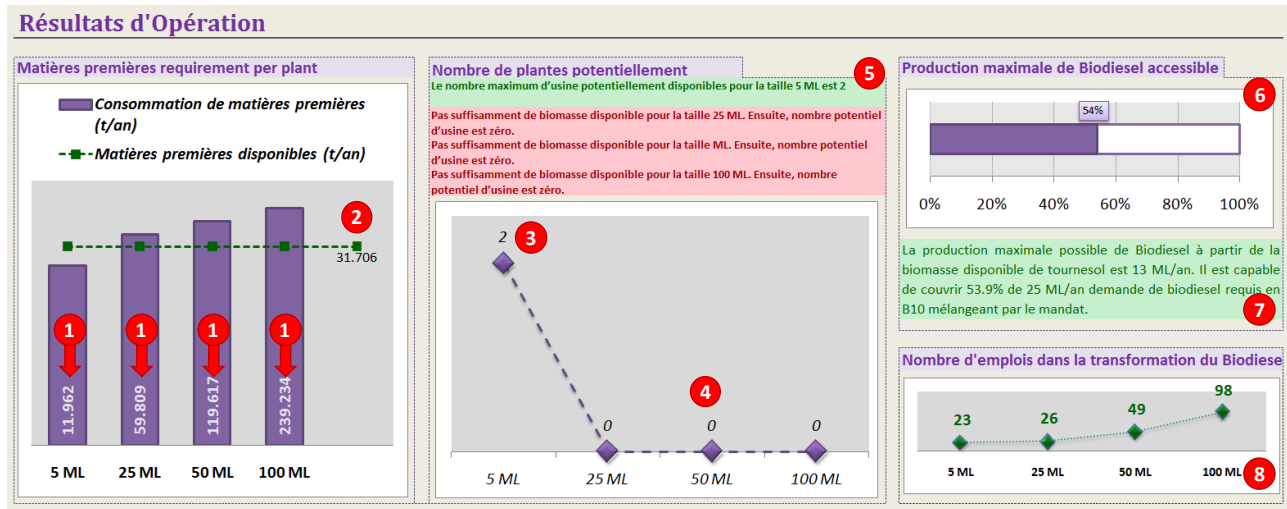 Résultats d'Opération
Matières premières requirement per plant
Consommation de matières premières
(t/an)
Matières premières disponibles (t/an)
2
31.706
1
1
1
1
11.962
59.809
119.617
239.234
5 ML
25 ML
50 ML
100 ML
Nombre de plantes potentiellement
5
Le nombre maximum d'usine potentiellement disponibles pour la taille 5 ML est 2
Pas suffisamment de biomasse disponible pour la taille 25 ML. Ensuite, nombre potentiel
d'usine est zéro.
Pas suffisamment de biomasse disponible pour la taille ML. Ensuite, nombre potentiel
d'usine est zéro.
Pas suffisamment de biomasse disponible pour la taille 100 ML. Ensuite, nombre
potentiel d'usine est zéro.
2
3
4
0
0
0
5 ML
25 ML
50 ML
100 ML
Production maximale de Biodiesel accessible
6
54%
0%
20%
40%
60%
80%
100%
La production maximale possible de Biodiesel à partir de la
biomasse disponible de tournesol est 13 ML/an. Il est capable
de couvrir 53.9% de 25 ML/an demande de biodiesel requis en
B10 mélangeant par le mandat.
7
Nombre d'emplois dans la transformation du Biodiese
23
26
49
98
5 ML
25 ML
50 ML
100 ML
8